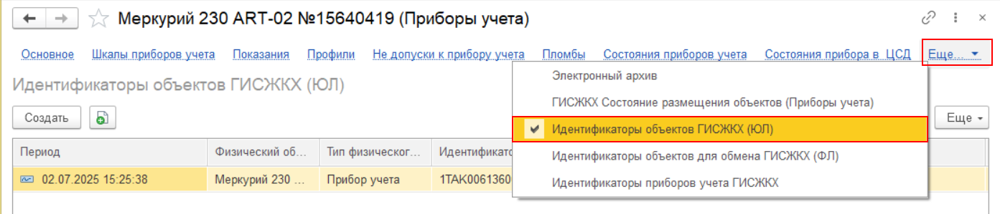 Меркурий 230 ART-02 №15640419 (Приборы учета)
Основное Шкалы приборов учета Показания Профили Не допуски к прибору учета Пломбы Состояния приборов учета Состояния прибора в ЦСД Еще...
Идентификаторы объектов ГИСЖКХ (ЮЛ)
Электронный архив
ГИСЖКХ Состояние размещения объектов (Приборы учета)
Идентификаторы объектов ГИСЖКХ (ЮЛ)
Идентификаторы объектов для обмена ГИСЖКХ (ФЛ)
Идентификаторы приборов учета ГИСЖКХ
Создать Еще
Период Физический об... Тип физическог... Идентификато
02.07.2025 15:25:38 Меркурий 230 ... Прибор учета 1TAK0061360